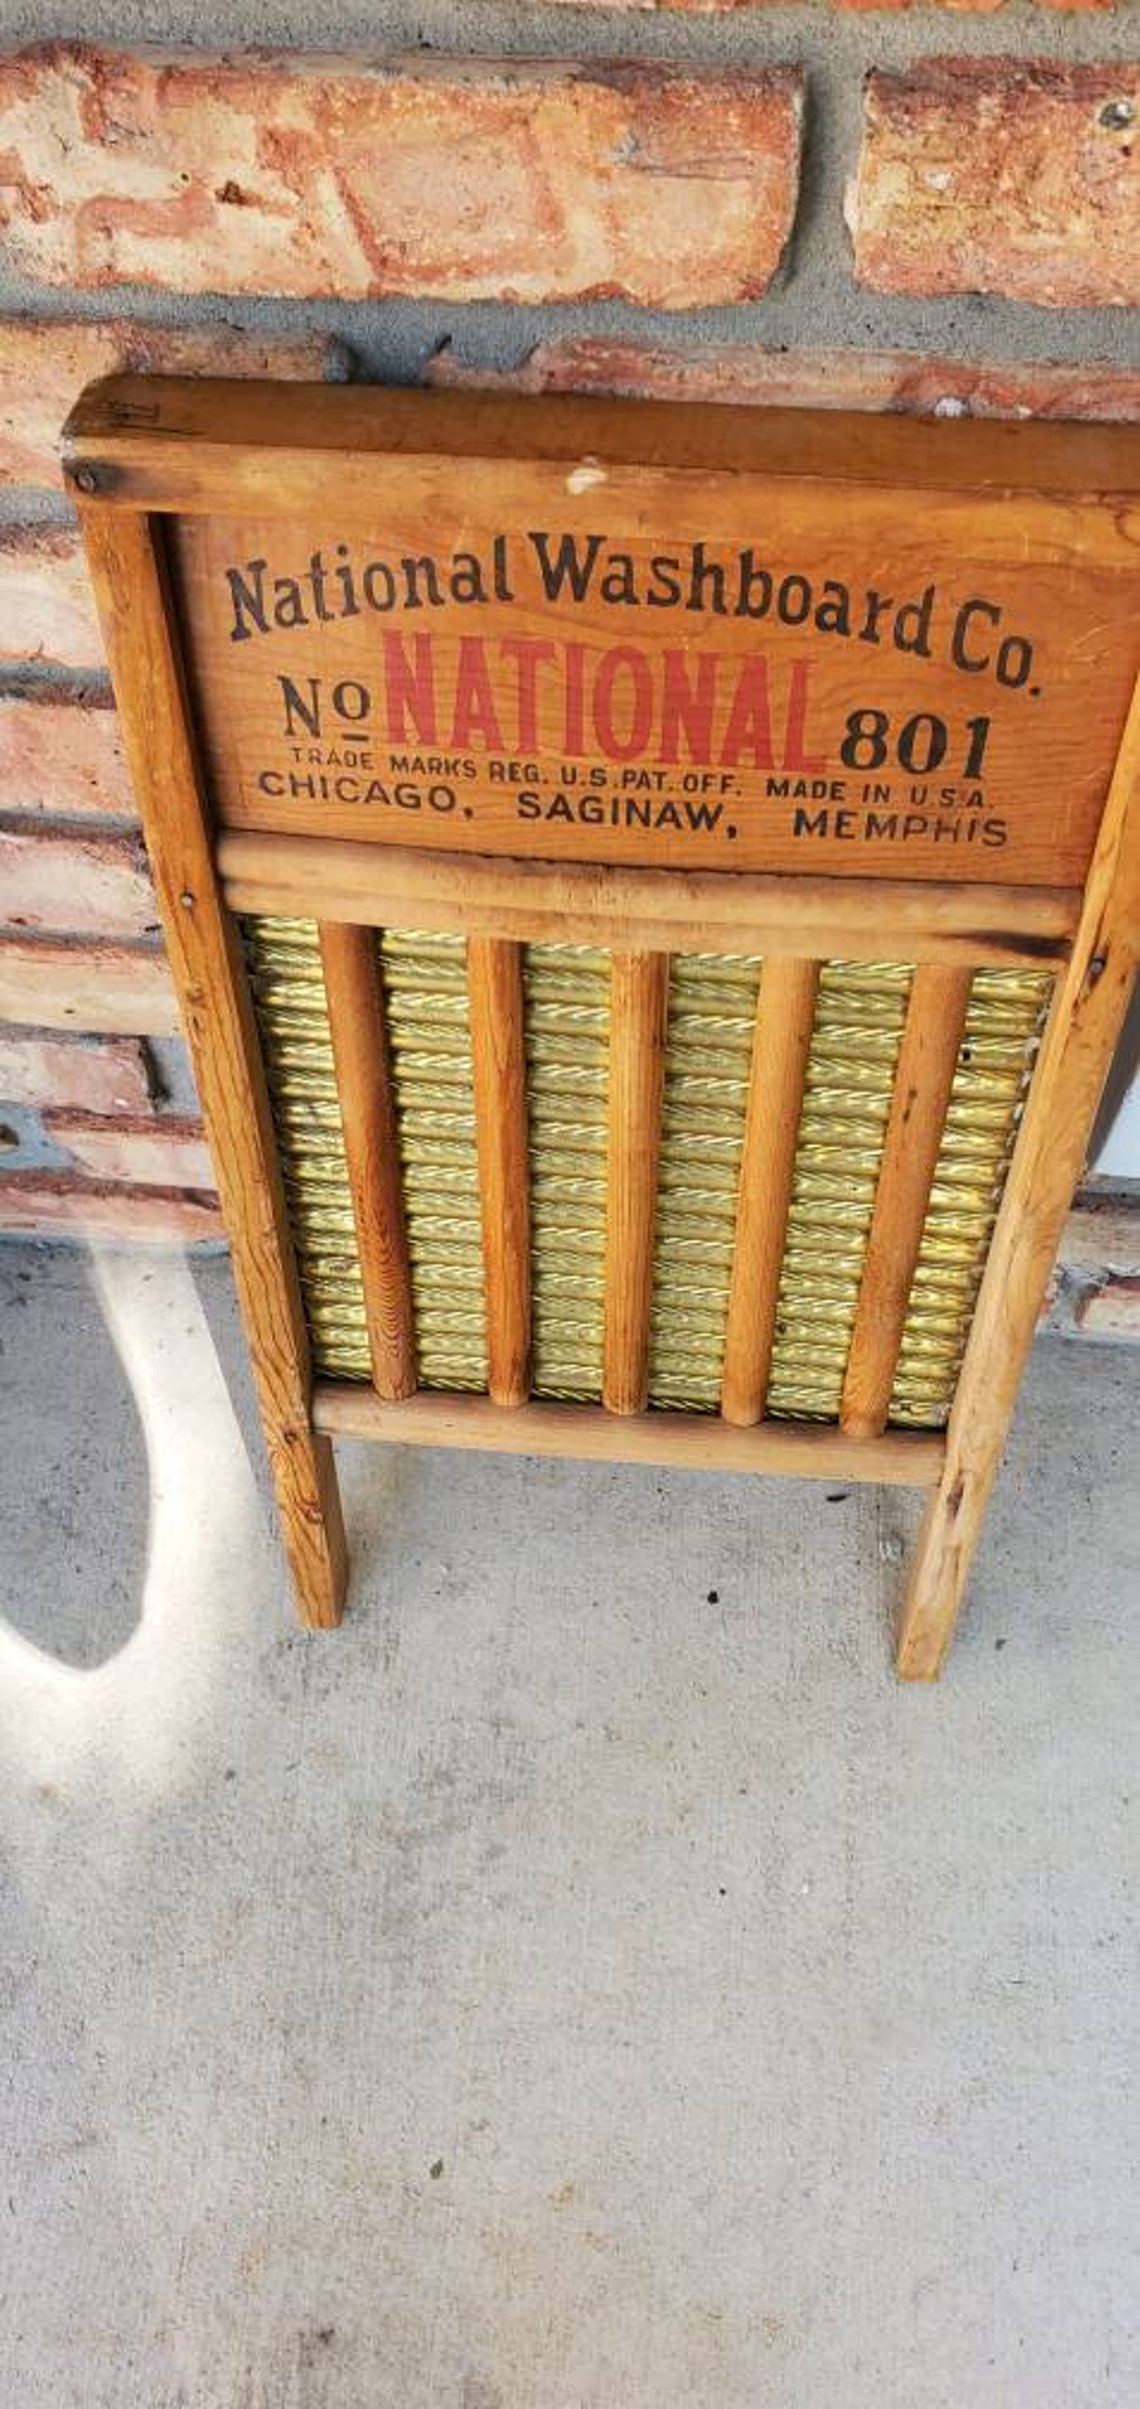 National Washboard Co.
No NATIONAL 801
TRADE MARKS REG. U.S. PAT. OFF. MADE IN U.S.A.
CHICAGO, SAGINAW, MEMPHIS